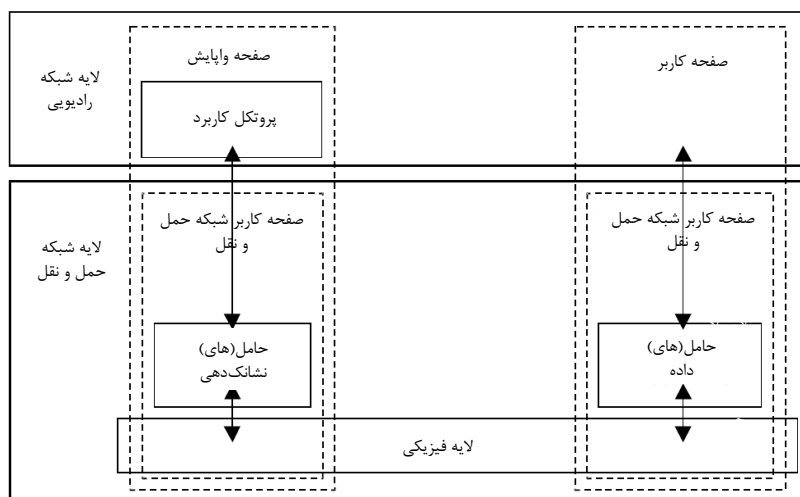 صفحه واپایش
صفحه کاربر
لایه شبکه
رادیویی
پروتکل کاربرد
صفحه کاربر شبکه حمل
و نقل
صفحه کاربر شبکه حمل
و نقل
لایه شبکه
حمل و نقل
حامل(های)
نشانک‌دهی
حامل(های)
داده
لایه فیزیکی